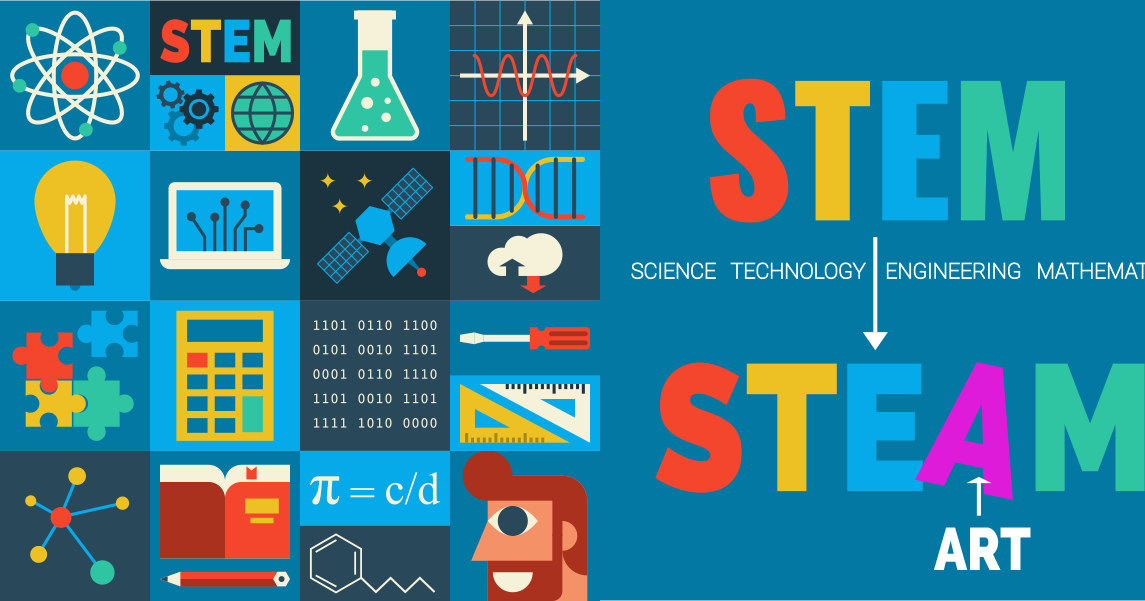 STEM
1101 0110 1100
0101 0010 1101
0001 0110 1110
1101 0010 1101
1111 1010 0000
π = c/d
STEM
SCIENCE TECHNOLOGY ENGINEERING MATHEMAT
STEAM
ART